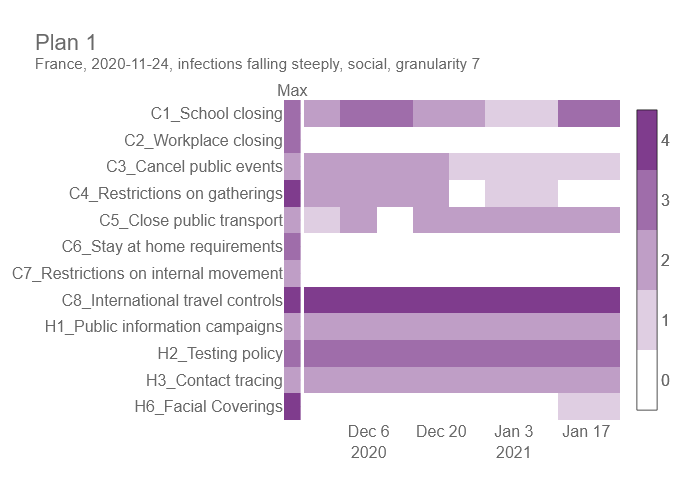 Plan 1
France, 2020-11-24, infections falling steeply, social, granularity 7
Max
C1_School closing
C2_Workplace closing
C3_Cancel public events
C4_Restrictions on gatherings
C5_Close public transport
C6_Stay at home requirements
C7_Restrictions on internal movement
C8_International travel controls
H1_Public information campaigns
H2_Testing policy
H3_Contact tracing
H6_Facial Coverings
4
3
2
1
0
Dec 6 Dec 20 Jan 3 Jan 17
2020 2021